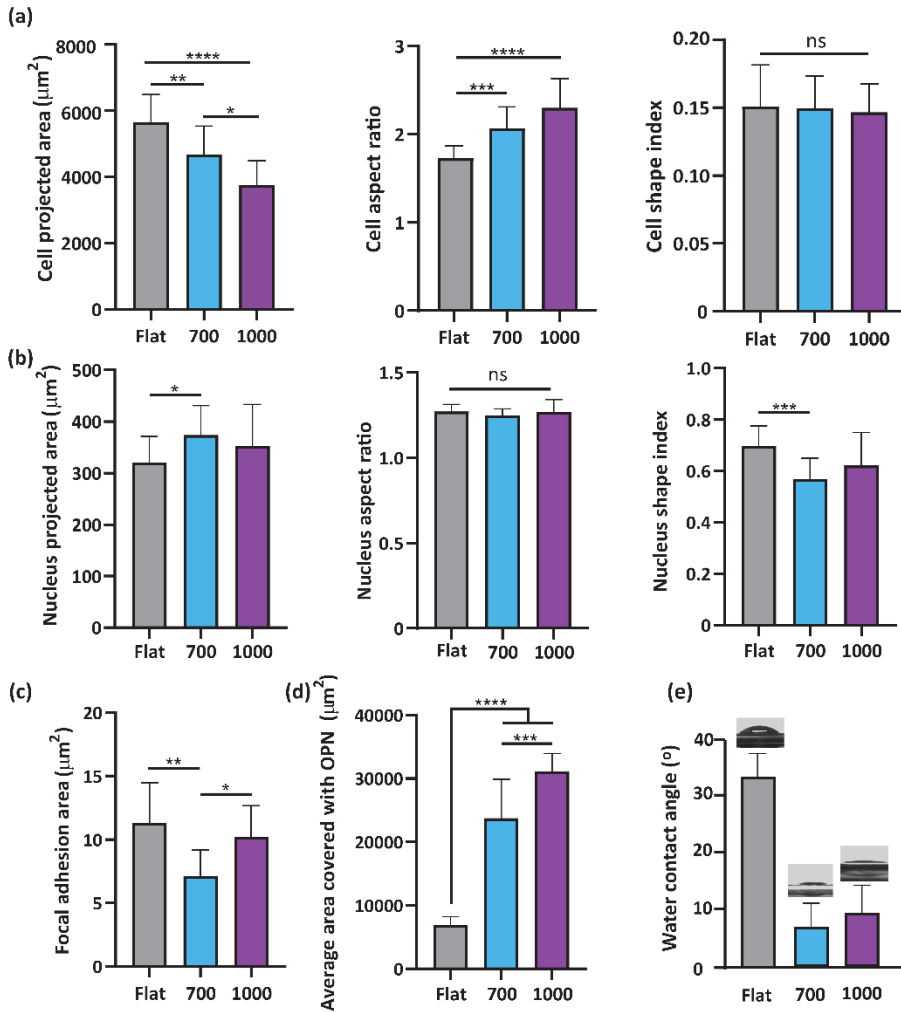 (a)
Cell projected area (μm²)
8000
6000
4000
2000
0
****
**
*
Flat 700 1000
Cell aspect ratio
3
2
1
0
****
***
Flat 700 1000
Cell shape index
0.20
0.15
0.10
0.05
0.00
ns
Flat 700 1000
(b)
Nucleus projected area (μm²)
500
400
300
200
100
0
*
Flat 700 1000
Nucleus aspect ratio
1.5
1.0
0.5
0.0
ns
Flat 700 1000
Nucleus shape index
1.0
0.8
0.6
0.4
0.2
0
***
Flat 700 1000
(c)
Focal adhesion area (μm²)
20
15
10
5
0
**
*
Flat 700 1000
(d)
Average area covered with OPN (μm²)
40000
30000
20000
10000
0
****
***
Flat 700 1000
(e)
Water contact angle (º)
40
30
20
10
0
Flat 700 1000